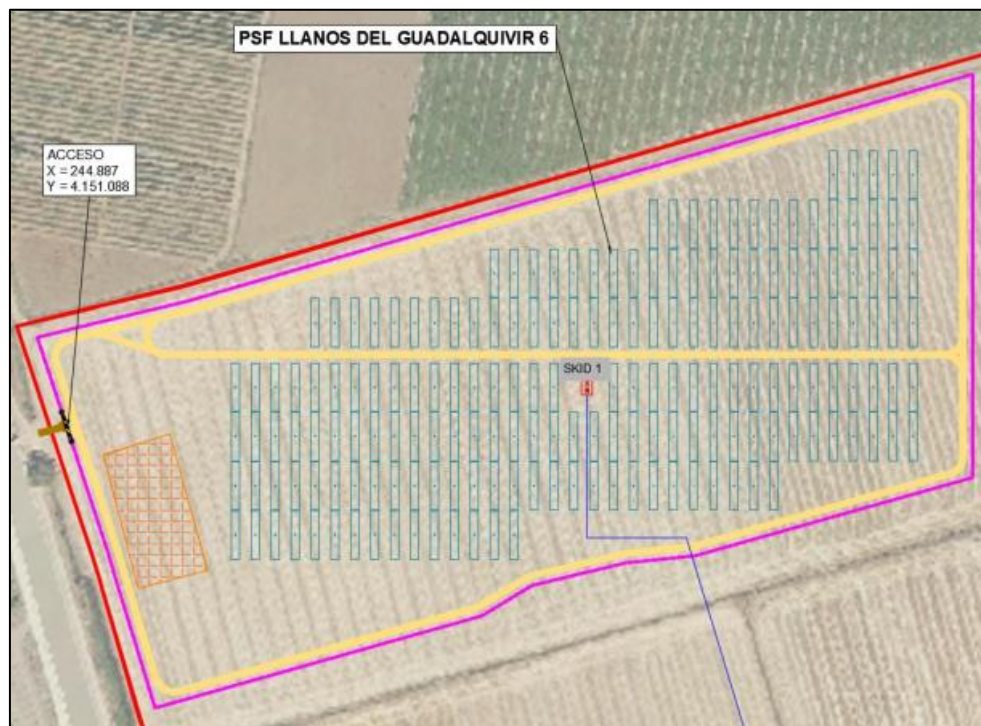 PSF LLANOS DEL GUADALQUIVIR 6
ACCESO
X = 244.887
Y = 4.151.088
SKID 1